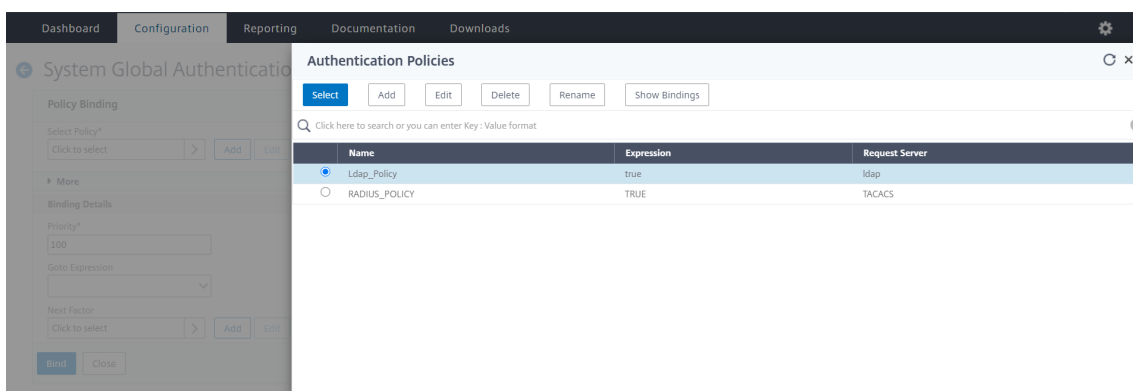 Dashboard Configuration Reporting Documentation Downloads
System Global Authenticatio
Policy Binding
Select Policy*
Click to select Add Edit
More
Binding Details
Priority*
100
Goto Expression
Next Factor
Click to select Add Edit
Bind Close
Authentication Policies
Select Add Edit Delete Rename Show Bindings
Click here to search or you can enter Key : Value format
Name Expression Request Server
Ldap_Policy true ldap
RADIUS_POLICY TRUE TACACS